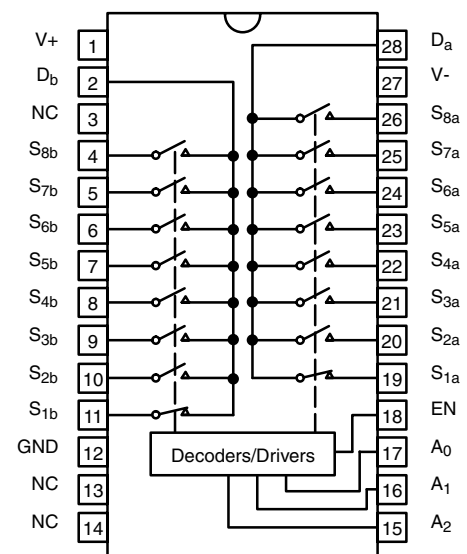 V+ 1 28 Da
Db 2 27 V-
NC 3 26 S8a
S8b 4 25 S7a
S7b 5 24 S6a
S6b 6 23 S5a
S5b 7 22 S4a
S4b 8 21 S3a
S3b 9 20 S2a
S2b 10 19 S1a
S1b 11 18 EN
GND 12 Decoders/Drivers 17 A0
NC 13 16 A1
NC 14 15 A2